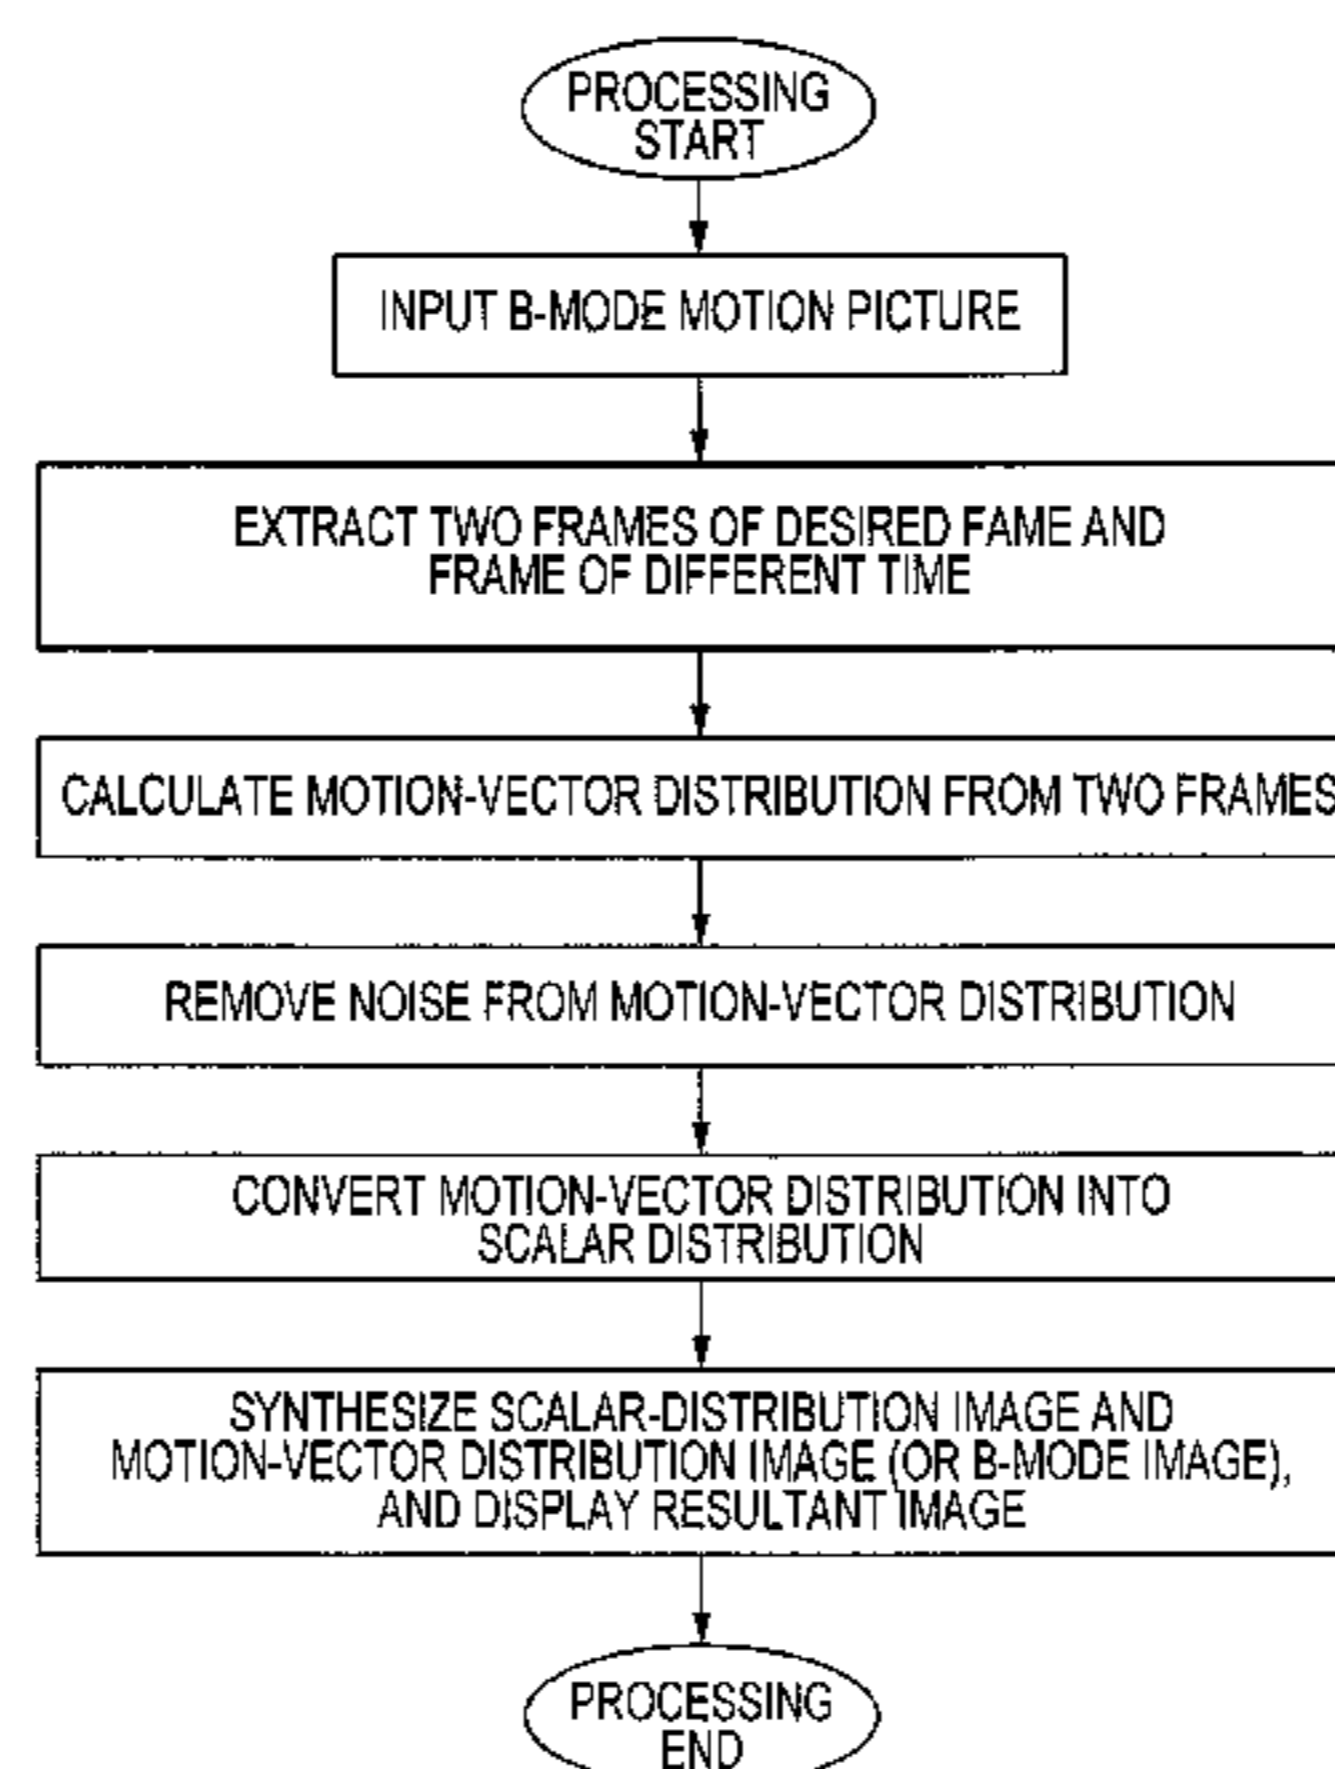 PROCESSING
START
INPUT B-MODE MOTION PICTURE
EXTRACT TWO FRAMES OF DESIRED FAME AND
FRAME OF DIFFERENT TIME
CALCULATE MOTION-VECTOR DISTRIBUTION FROM TWO FRAMES
REMOVE NOISE FROM MOTION-VECTOR DISTRIBUTION
CONVERT MOTION-VECTOR DISTRIBUTION INTO
SCALAR DISTRIBUTION
SYNTHESIZE SCALAR-DISTRIBUTION IMAGE AND
MOTION-VECTOR DISTRIBUTION IMAGE (OR B-MODE IMAGE),
AND DISPLAY RESULTANT IMAGE
PROCESSING
END